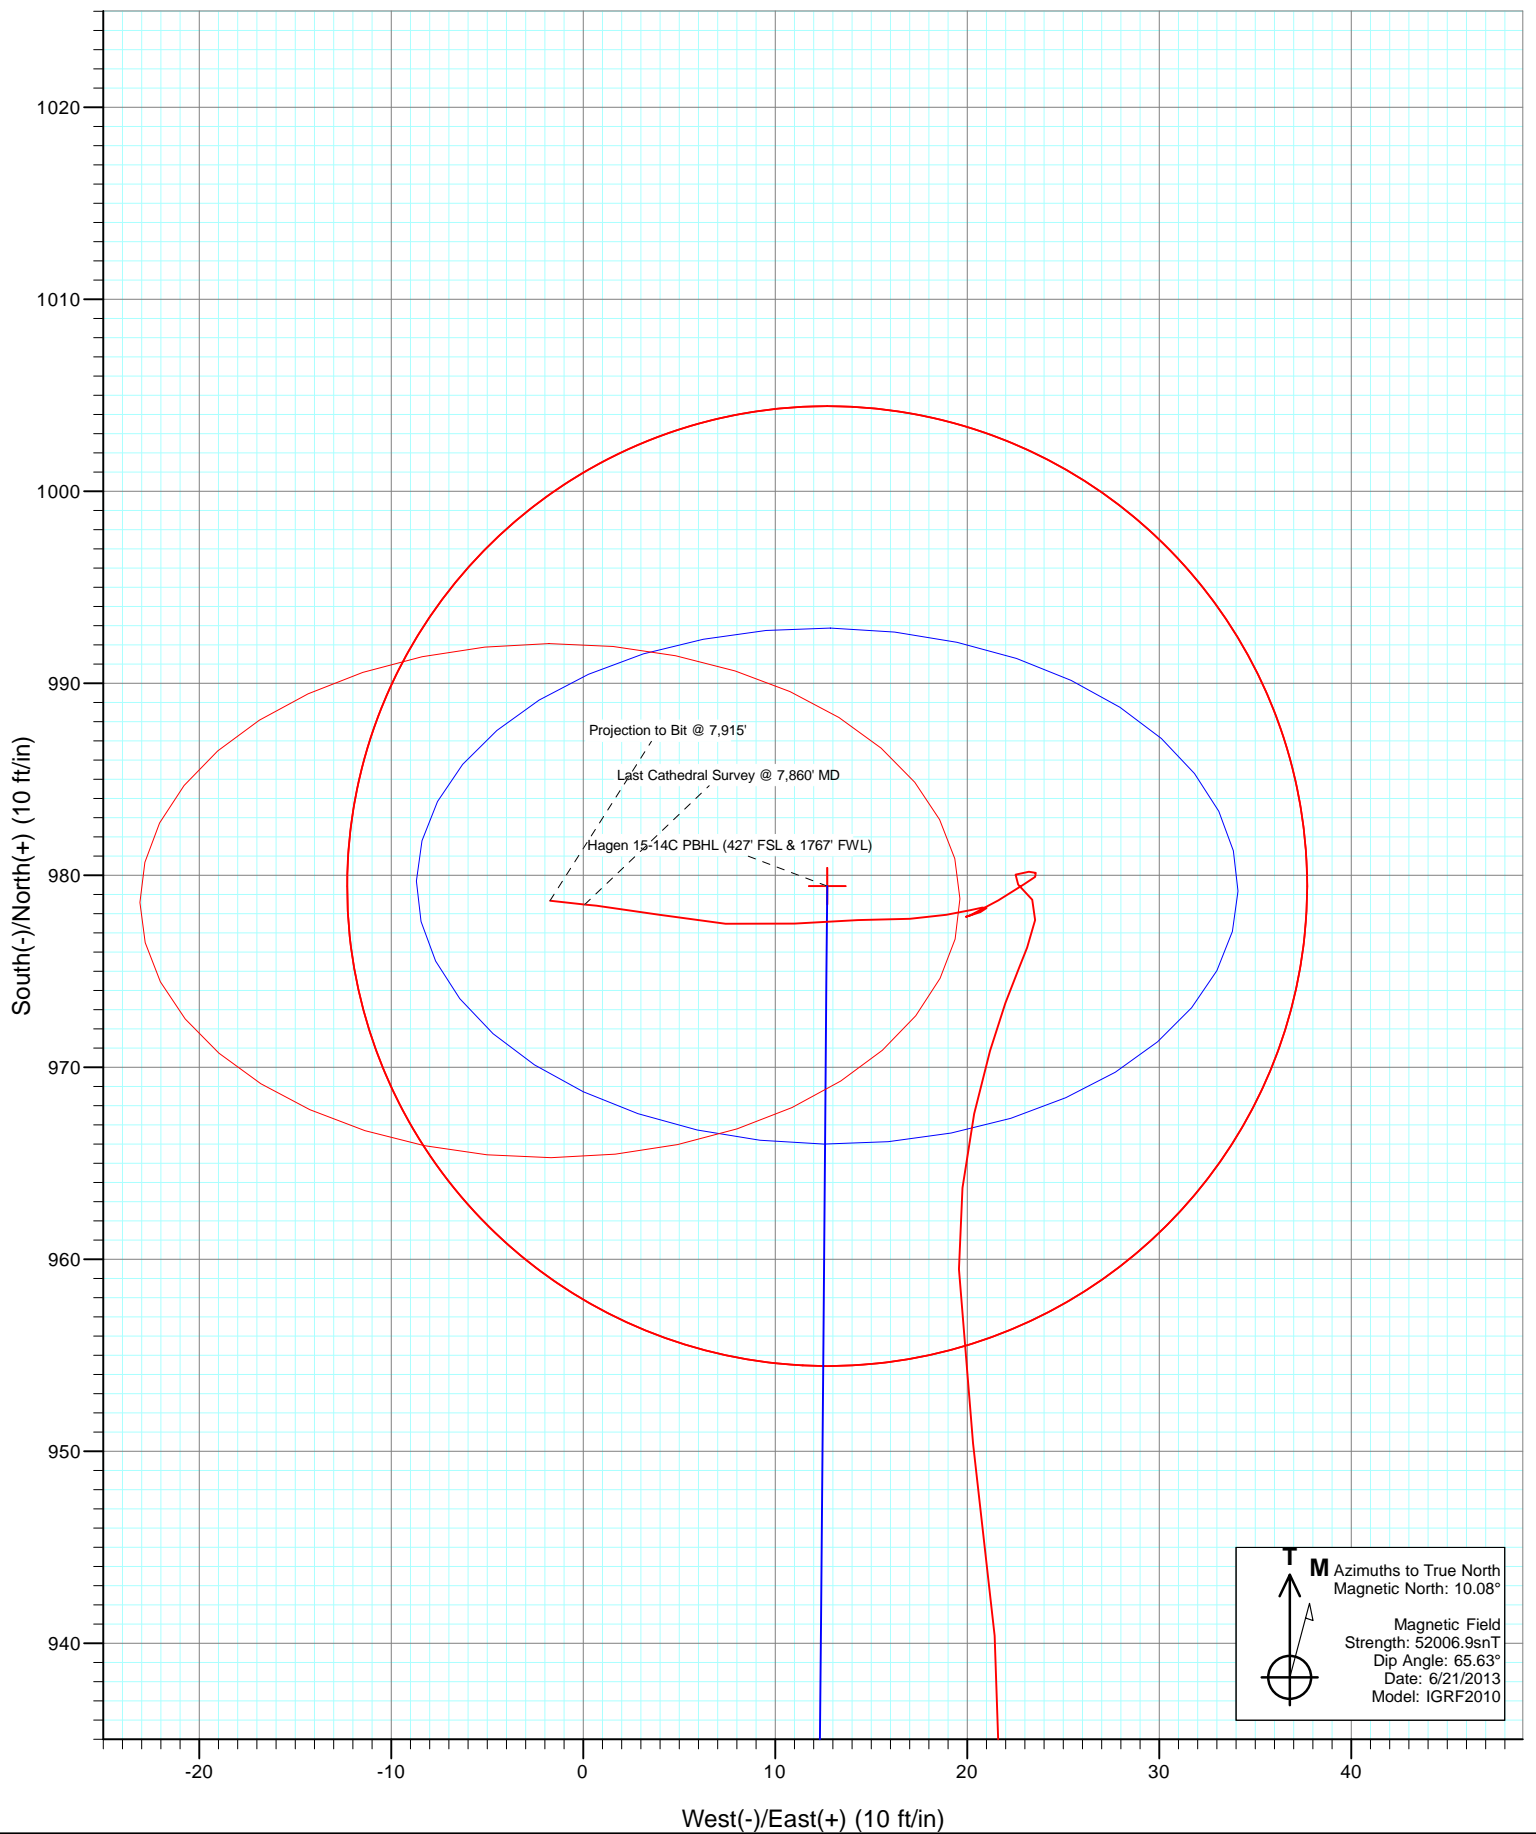 1020
1010
1000
990
980
970
960
950
940
South(-)/North(+) (10 ft/in)
Projection to Bit @ 7,915'
Last Cathedral Survey @ 7,860' MD
Hagen 15-14C PBHL (427' FSL & 1767' FWL)
T
M
Azimuths to True North
Magnetic North: 10.08°
Magnetic Field
Strength: 52006.9snT
Dip Angle: 65.63°
Date: 6/21/2013
Model: IGRF2010
-20
-10
0
10
20
30
40
West(-)/East(+) (10 ft/in)